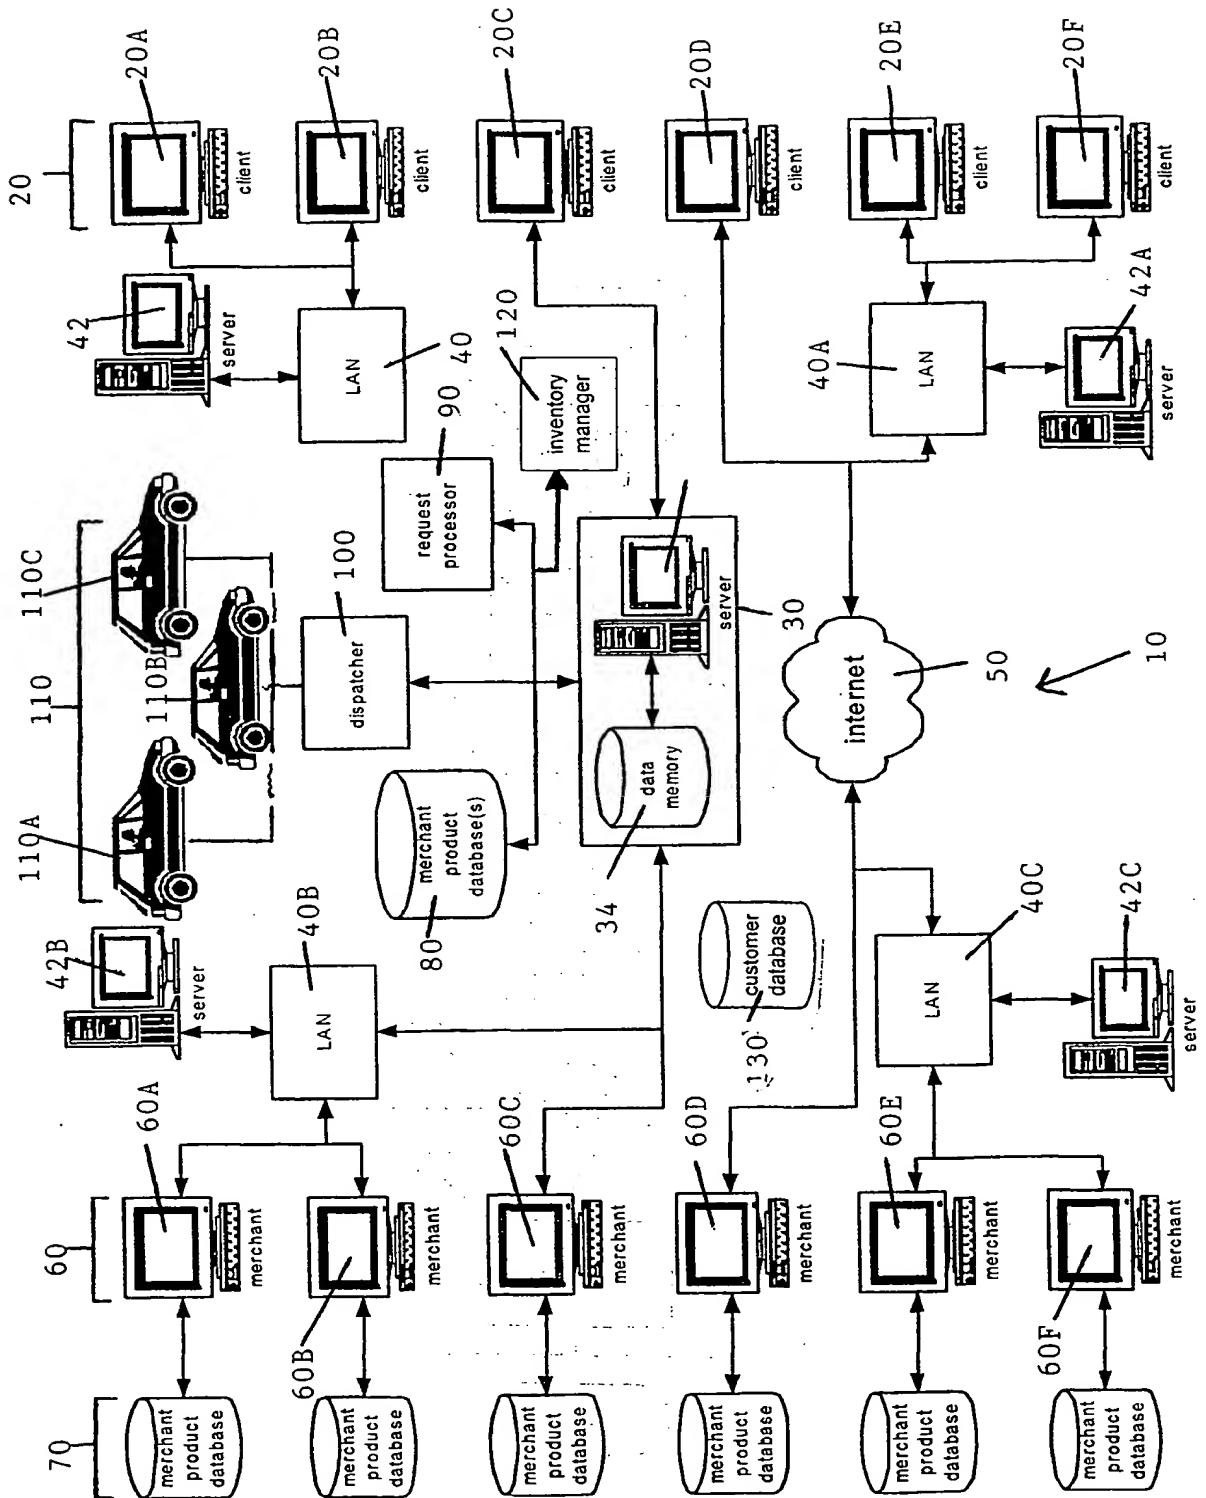 70
60
110A
110
110C
20
42B
110B
42
60A
20A
merchant
product
database
merchant
server
server
client
60B
40B
100
90
40
20B
LAN
dispatcher
LAN
merchant
product
database
merchant
80
merchant
product
database(s)
request
processor
120
client
60C
20C
inventory
manager
merchant
product
database
merchant
34
data
memory
server
client
60D
130
customer
database
30
20D
merchant
product
database
merchant
client
60E
internet
40A
20E
merchant
product
database
merchant
LAN
LAN
client
60F
40C
50
42A
20F
merchant
product
database
merchant
42C
server
10
server
client